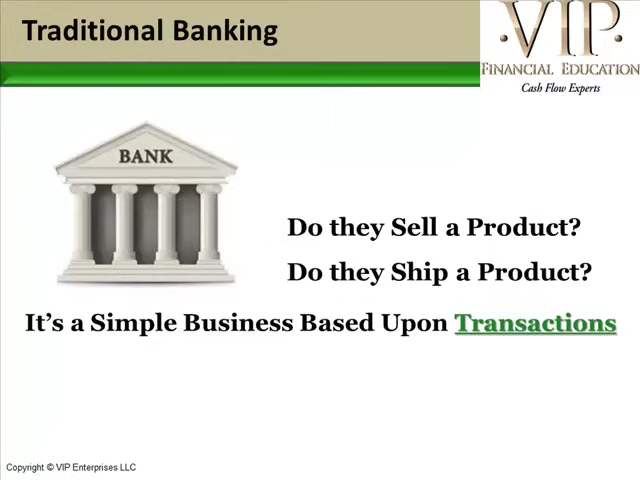 Traditional Banking
VIP
FINANCIAL EDUCATION
Cash Flow Experts
BANK
Do they Sell a Product?
Do they Ship a Product?
It's a Simple Business Based Upon Transactions
Copyright © VIP Enterprises LLC